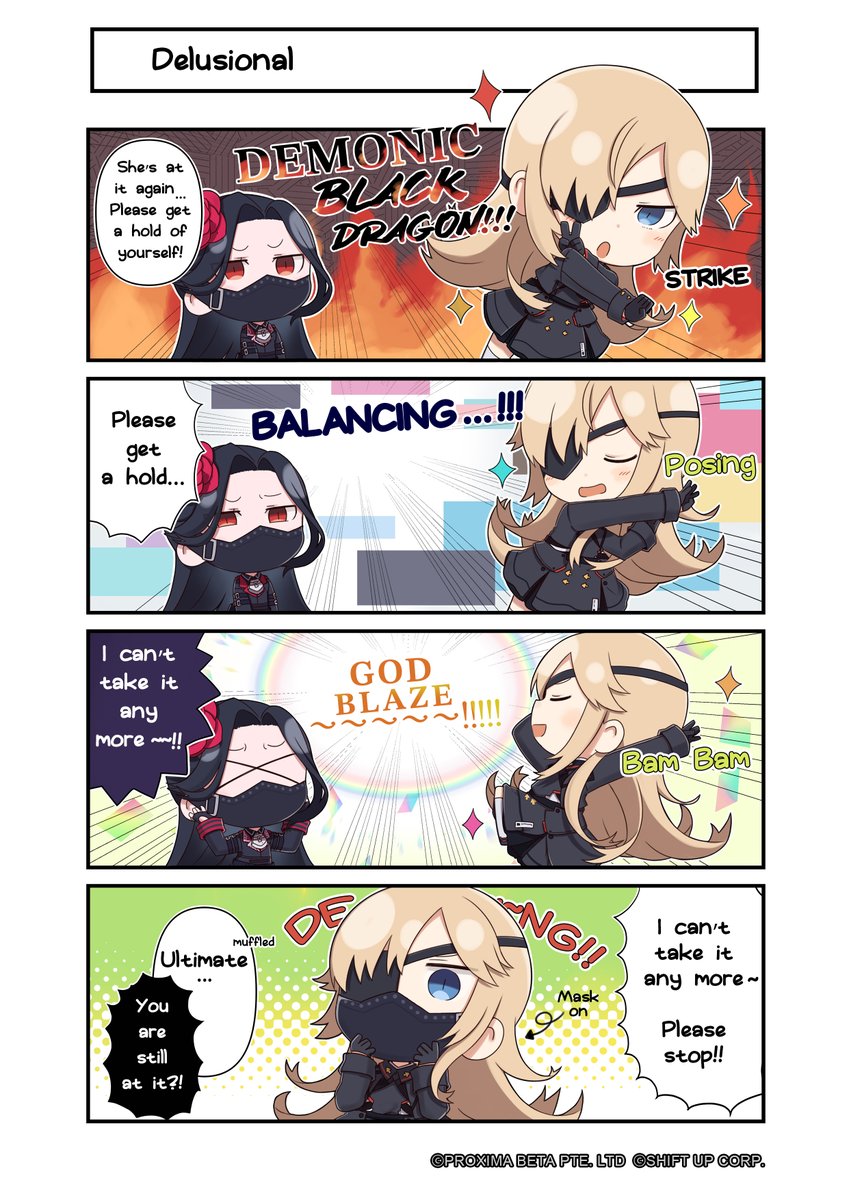 Delusional
She's at
it again...
Please get
a hold of
yourself!
DEMONIC
BLACK
DRAGON!!!
STRIKE
Please
get
a hold...
BALANCING...!!!
Posing
I can't
take it
any
more~~!!
GOD
BLAZE
~~~~~!!!!!
Bam Bam
muffled
Ultimate
...
You
are
still
at it?!
DE
~NG!!
Mask
on
I can't
take it
any more~
Please
stop!!
©PROXIMA BETA PTE. LTD ©SHIFT UP CORP.